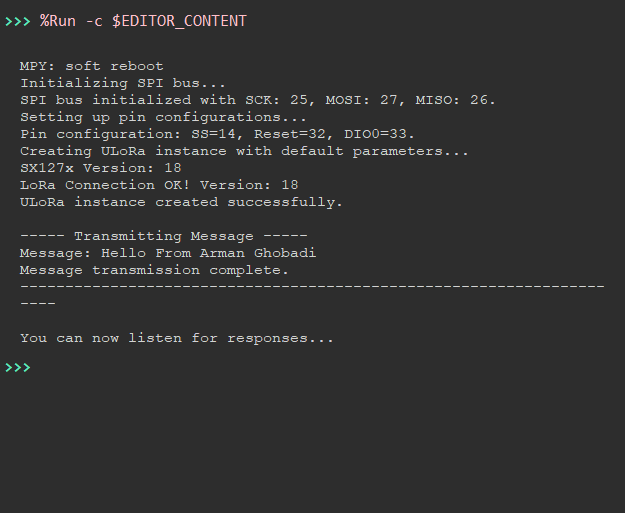 >>> %Run -c $EDITOR_CONTENT
MPY: soft reboot
Initializing SPI bus...
SPI bus initialized with SCK: 25, MOSI: 27, MISO: 26.
Setting up pin configurations...
Pin configuration: SS=14, Reset=32, DIO0=33.
Creating ULoRa instance with default parameters...
SX127x Version: 18
LoRa Connection OK! Version: 18
ULoRa instance created successfully.
----- Transmitting Message -----
Message: Hello From Arman Ghobadi
Message transmission complete.
-----------------------------------------------------------------
----
You can now listen for responses...
>>>